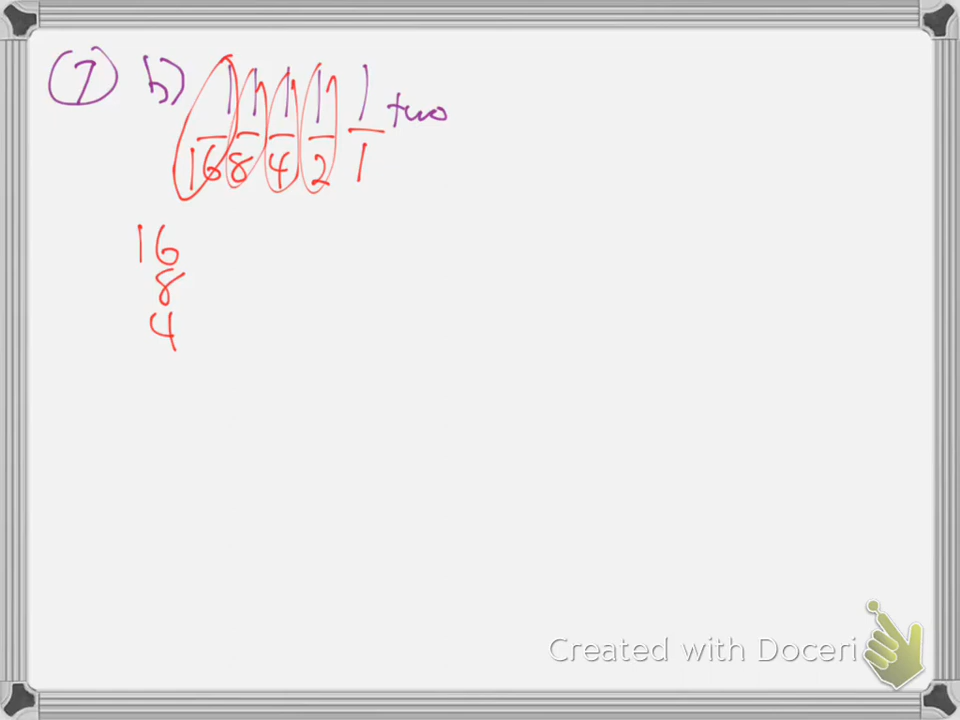 7 b) 1 1 1 1 1 two
16 8 4 2 1
16
8
4
Created with Doceri